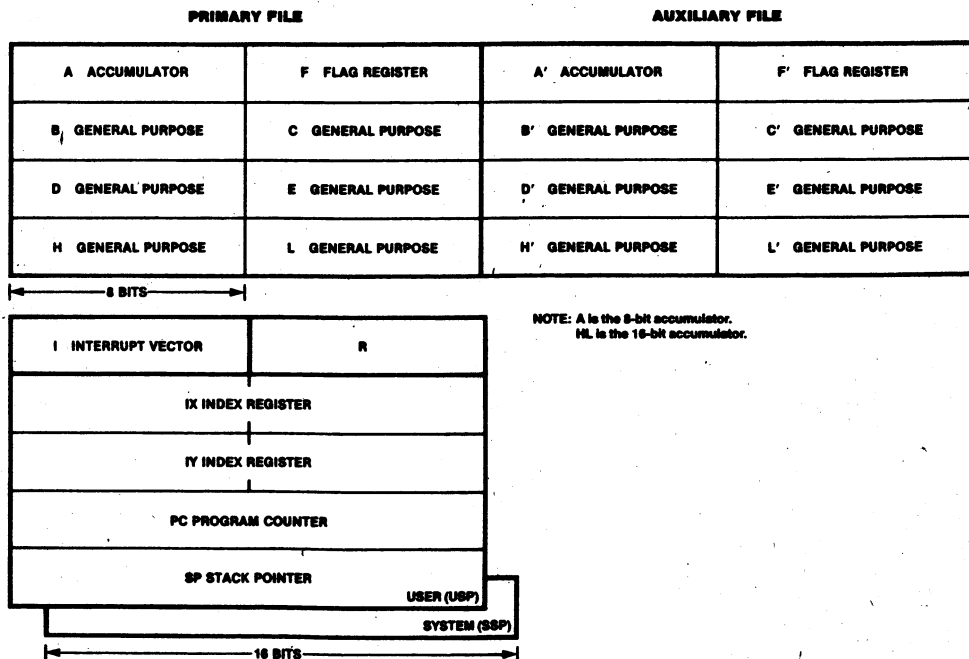 PRIMARY FILE
AUXILIARY FILE
A ACCUMULATOR
F FLAG REGISTER
A' ACCUMULATOR
F' FLAG REGISTER
B GENERAL PURPOSE
C GENERAL PURPOSE
B' GENERAL PURPOSE
C' GENERAL PURPOSE
D GENERAL PURPOSE
E GENERAL PURPOSE
D' GENERAL PURPOSE
E' GENERAL PURPOSE
H GENERAL PURPOSE
L GENERAL PURPOSE
H' GENERAL PURPOSE
L' GENERAL PURPOSE
8 BITS
NOTE: A is the 8-bit accumulator.
HL is the 16-bit accumulator.
I INTERRUPT VECTOR
R
IX INDEX REGISTER
IY INDEX REGISTER
PC PROGRAM COUNTER
SP STACK POINTER
USER (USP)
SYSTEM (SSP)
16 BITS